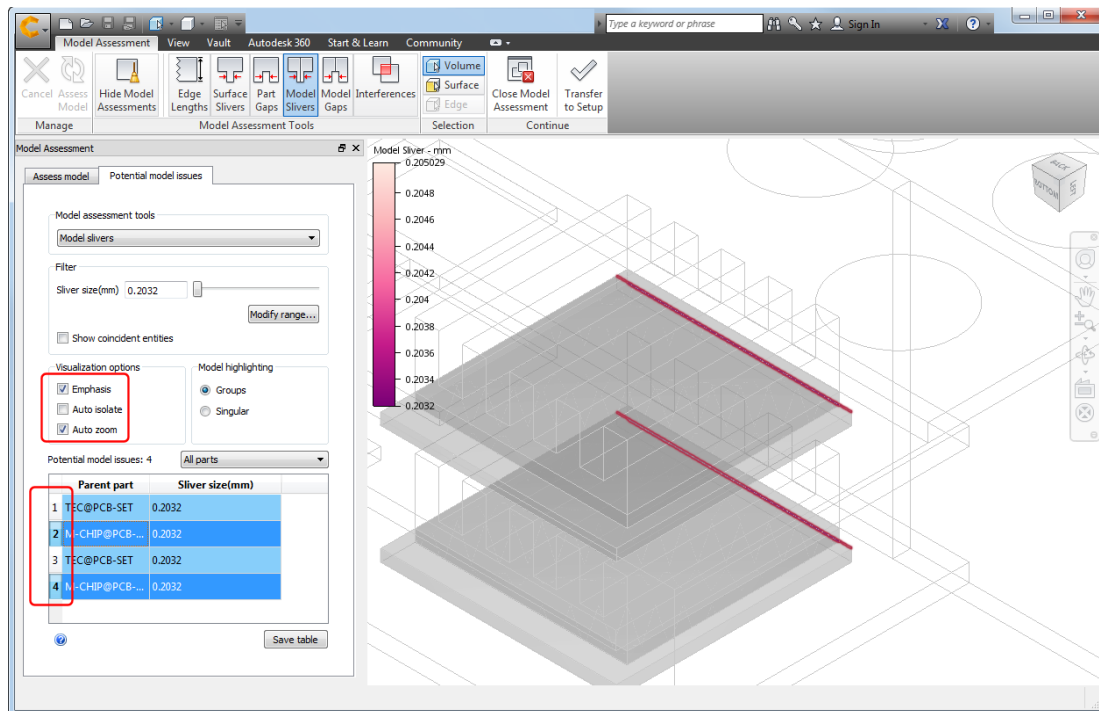 Type a keyword or phrase
Sign In
Model Assessment View Vault Autodesk 360 Start & Learn Community
Cancel
Assess Model
Hide Model Assessments
Edge Lengths
Surface Slivers
Part Gaps
Model Slivers
Model Gaps
Interferences
Volume
Surface
Edge
Close Model Assessment
Transfer to Setup
Manage
Model Assessment Tools
Selection
Continue
Model Assessment
Assess model
Potential model issues
Model assessment tools
Model slivers
Filter
Sliver size(mm) 0.2032
Modify range...
Show coincident entities
Visualization options
Emphasis
Auto isolate
Auto zoom
Model highlighting
Groups
Singular
Potential model issues: 4 All parts
Parent part Sliver size(mm)
1 TEC@PCB-SET 0.2032
2 M-CHIP@PCB-... 0.2032
3 TEC@PCB-SET 0.2032
4 M-CHIP@PCB-... 0.2032
Save table
Model Sliver - mm
0.205029
0.2048
0.2046
0.2044
0.2042
0.204
0.2038
0.2036
0.2034
0.2032
BACK
BOTTOM
LEFT